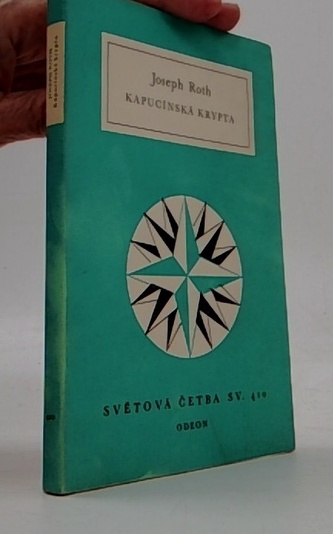 Joseph Roth
KAPUCÍNSKÁ KRYPTA
SVĚTOVÁ ČETBA SV. 410
ODEON